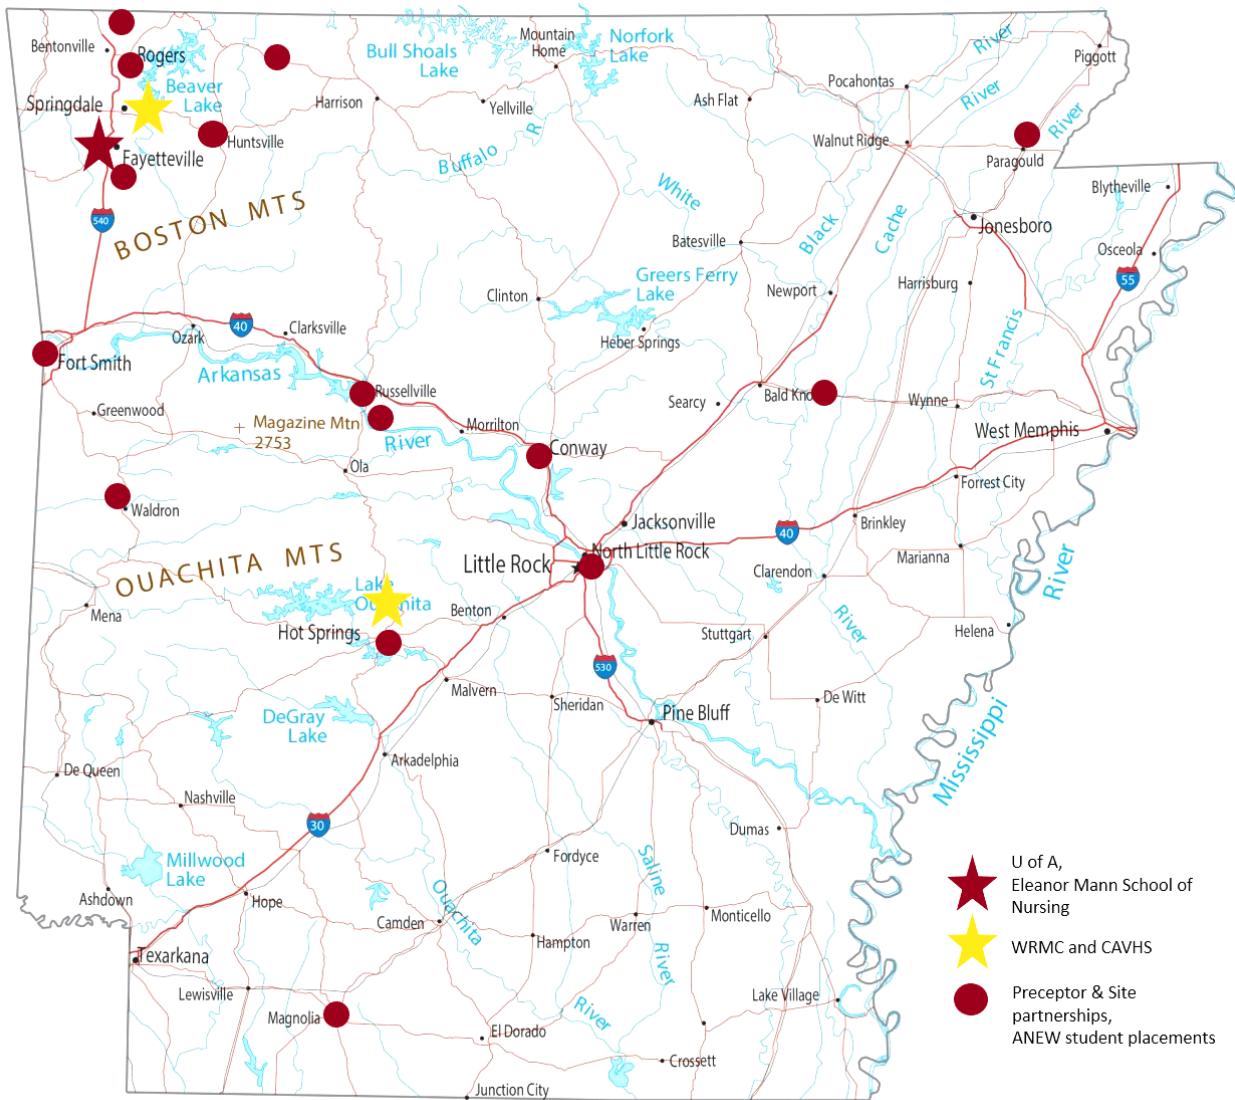 Bentonville
Rogers
Beaver
Lake
Springdale
Huntsville
Fayetteville
540
BOSTON MTS
Bull Shoals
Lake
Mountain
Home
Norfork
Lake
Harrison
Yellville
Buffalo R
White
Ash Flat
Pocahontas
River
River
River
Piggott
Walnut Ridge
Paragould
Blytheville
Jonesboro
Osceola
55
Batesville
Black
Cache
Greers Ferry
Lake
Newport
Harrisburg
Clinton
Heber Springs
St Francis
Ozark
40
Clarksville
Fort Smith
Arkansas
Russellville
Greenwood
Magazine Mtn
2753
River
Morrilton
Conway
Searcy
Bald Kno
Wynne
West Memphis
Ola
Waldron
Forrest City
Jacksonville
Brinkley
40
North Little Rock
Little Rock
Marianna
OUACHITA MTS
Clarendon
Lake
Ou hita
Mena
Benton
Hot Springs
Stuttgart
River
Helena
River
530
Malvern
Sheridan
De Witt
DeGray
Lake
Pine Bluff
Mississippi
Arkadelphia
De Queen
Nashville
30
Dumas
Millwood
Lake
Fordyce
Saline
Ashdown
Hope
Ouachita
Camden
Warren
Monticello
Hampton
River
Texarkana
Lewisville
Lake Village
Magnolia
River
El Dorado
Crossett
Junction City
U of A,
Eleanor Mann School of
Nursing
WRMC and CAVHS
Preceptor & Site
partnerships,
ANEW student placements